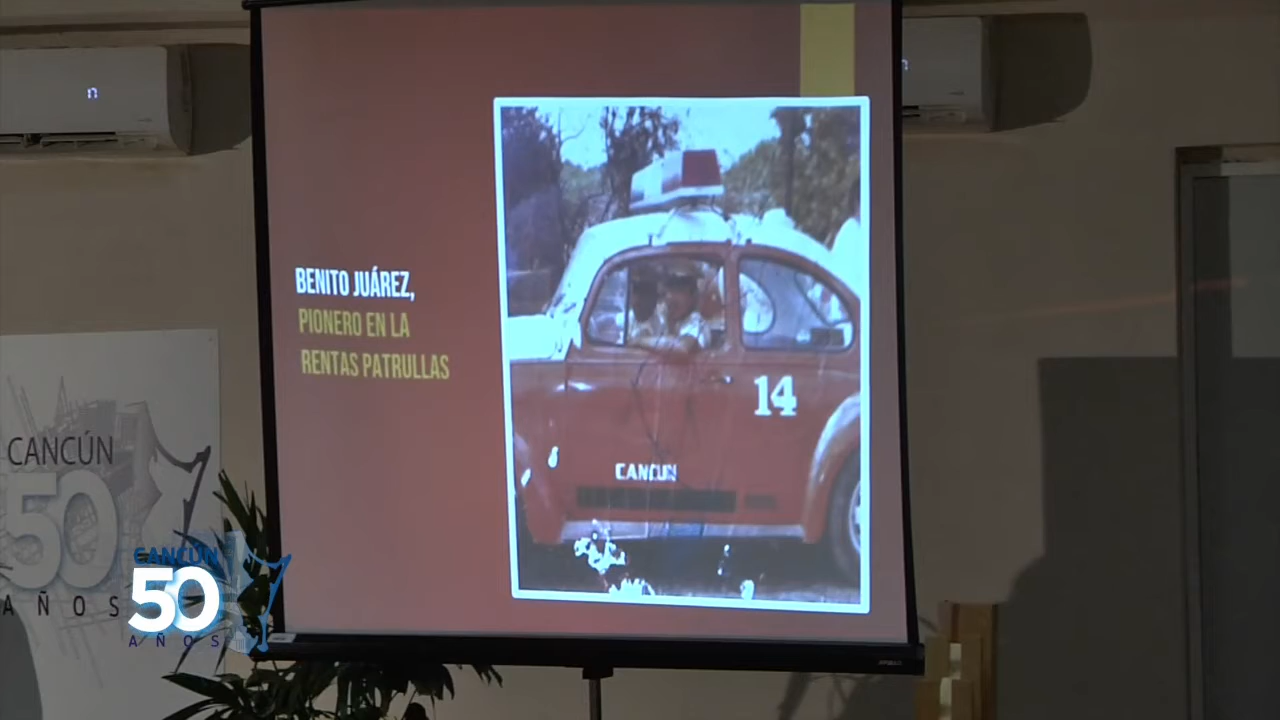 BENITO JUÁREZ,
PIONERO EN LA
RENTAS PATRULLAS
14
CANCUN
CANCÚN
50
AÑOS
CANCÚN
50
AÑOS